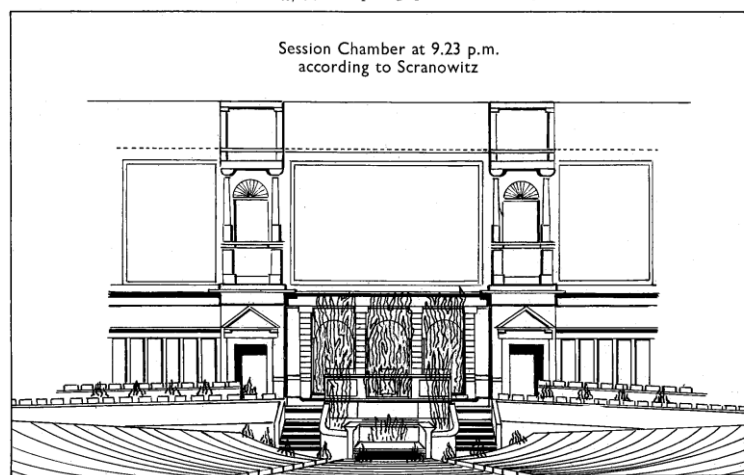 Session Chamber at 9.23 p.m.
according to Scranowitz